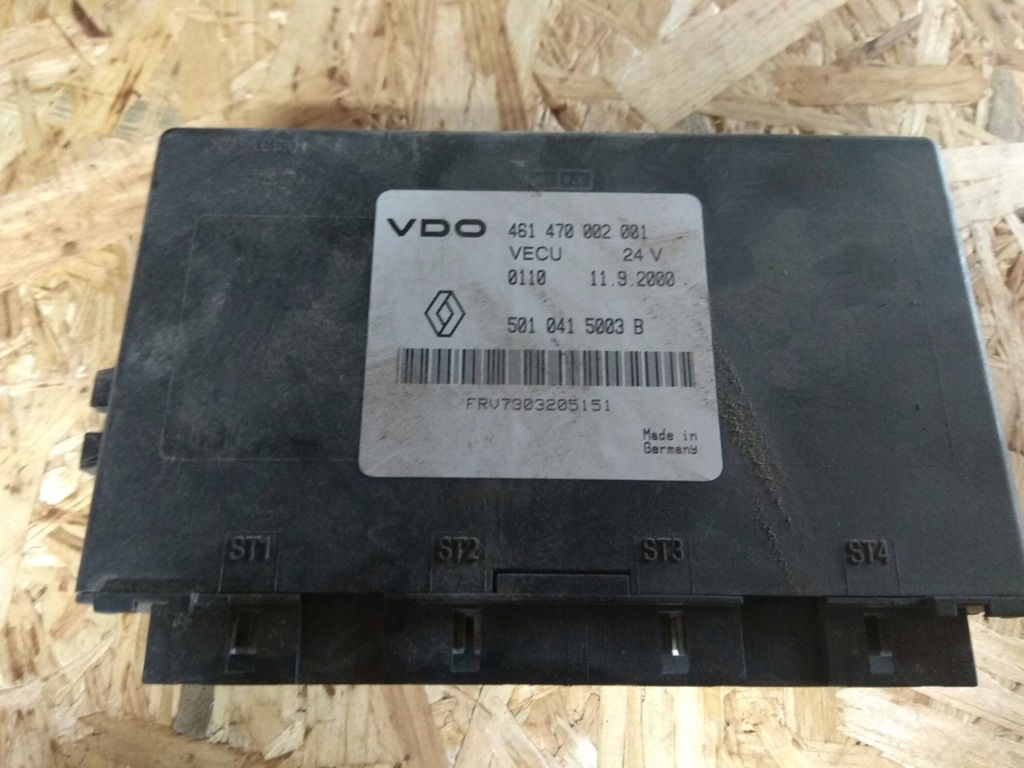 VDO 461 470 002 001
VECU 24 V
0110 11.9.2000
501 041 5003 B
FRV7303205151
Made in
Germany
ST1 ST2 ST3 ST4